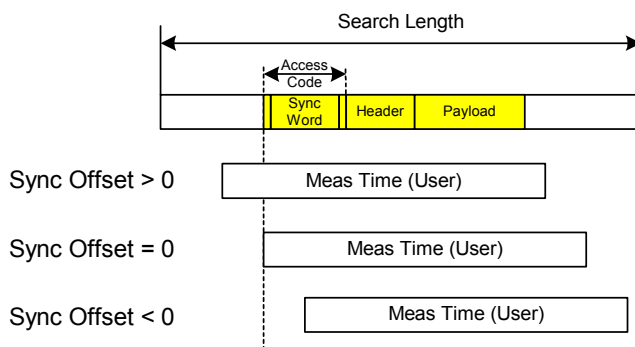 Search Length
Access
Code
Sync
Word
Header
Payload
Sync Offset > 0
Meas Time (User)
Sync Offset = 0
Meas Time (User)
Sync Offset < 0
Meas Time (User)